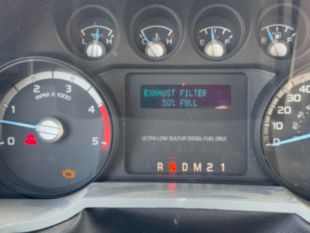 C H
E F
EXHAUST FILTER
50% FULL
RPM X 1000
0 1 2 3 4 5
ULTRA LOW SULFUR DIESEL FUEL ONLY
R N D M 2 1